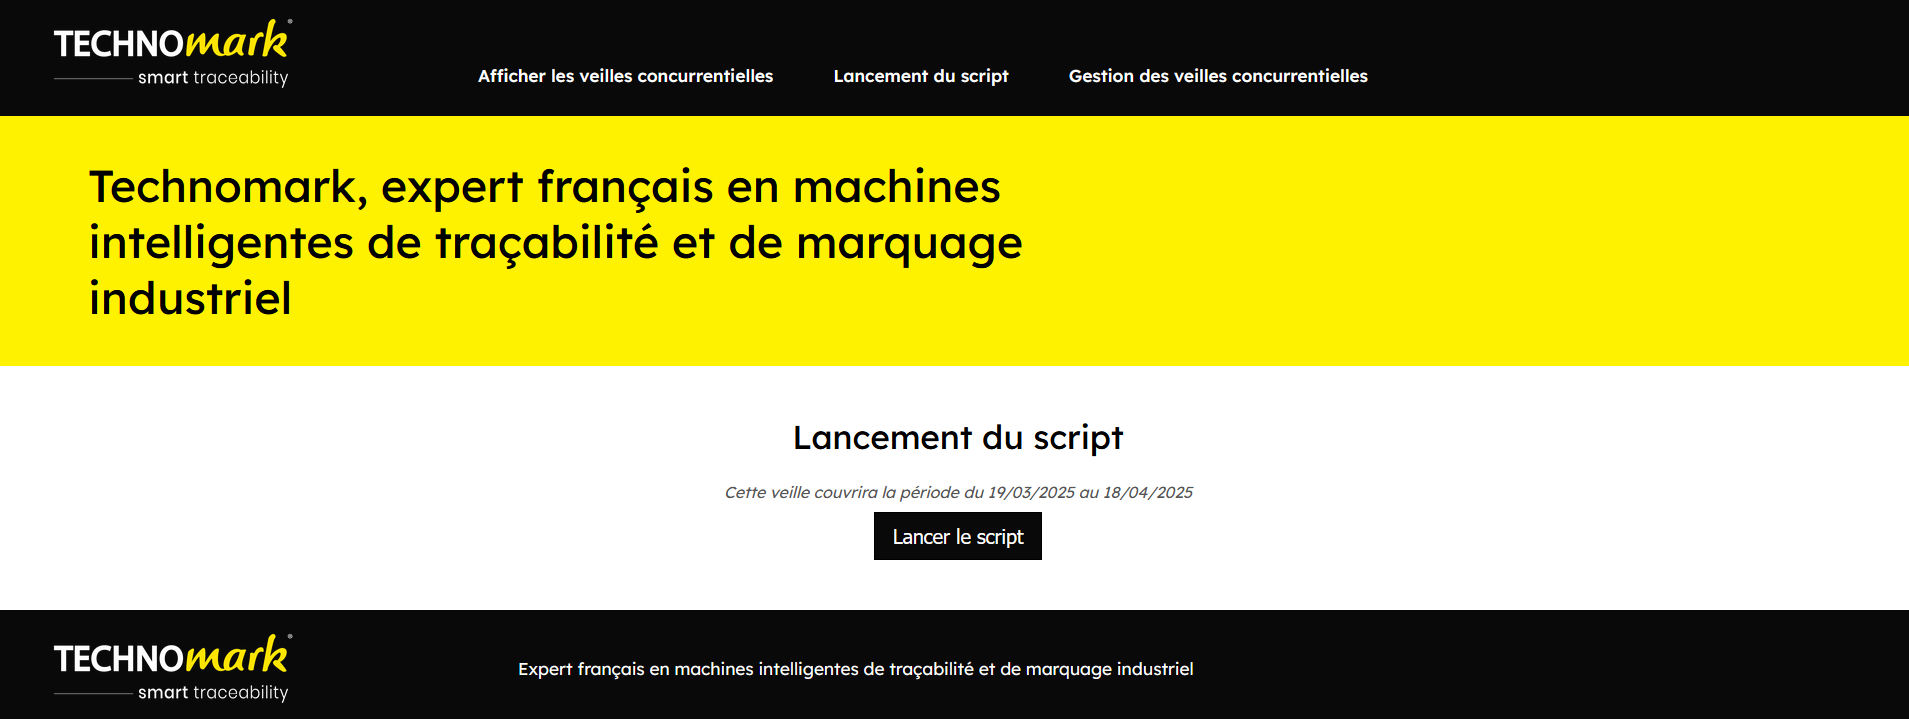 TECHNOmark
smart traceability
Afficher les veilles concurrentielles
Lancement du script
Gestion des veilles concurrentielles
Technomark, expert français en machines
intelligentes de traçabilité et de marquage
industriel
Lancement du script
Cette veille couvrira la période du 19/03/2025 au 18/04/2025
Lancer le script
TECHNOmark
smart traceability
Expert français en machines intelligentes de traçabilité et de marquage industriel